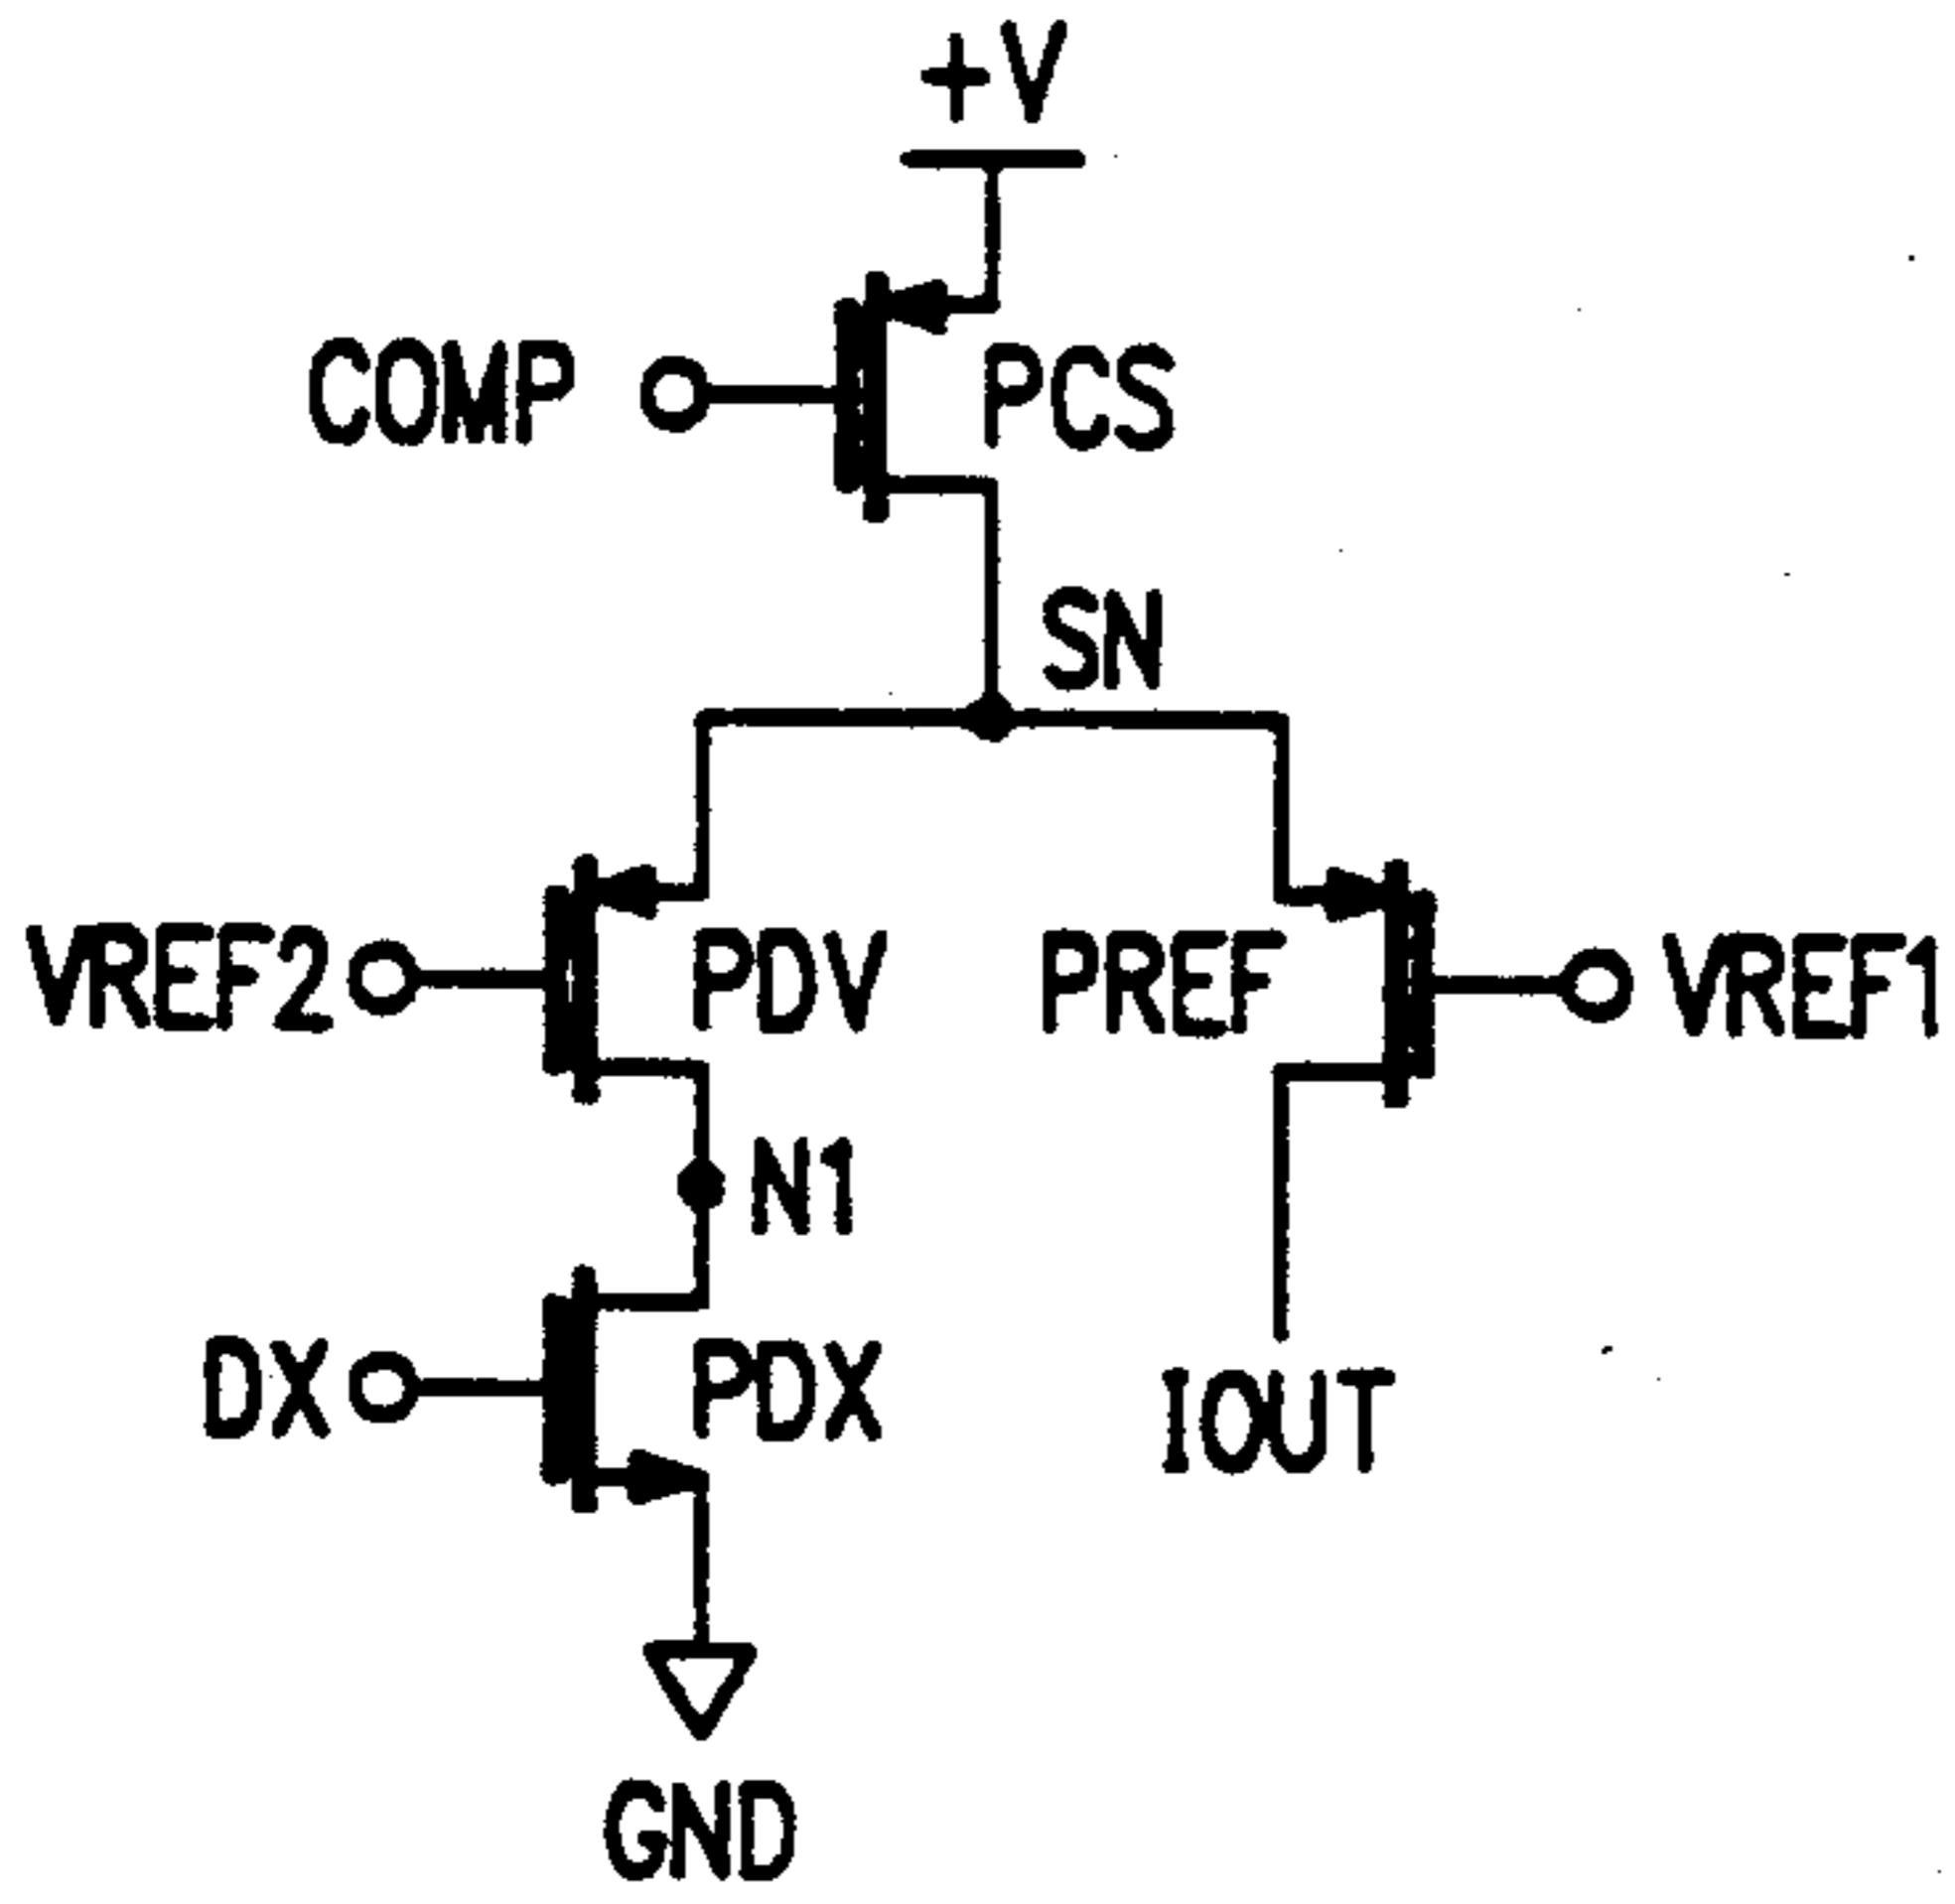 +V
COMP
PCS
SN
VREF2
PDV
PREF
VREF1
N1
DX
PDX
IOUT
GND